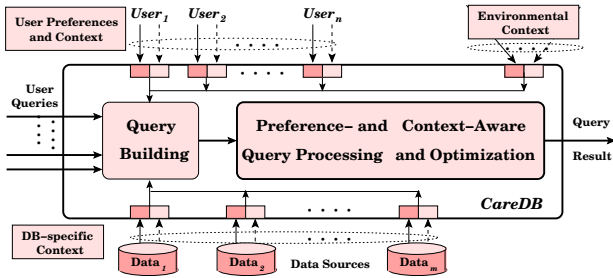 User Preferences
and Context
User1 User2 Usern
Environmental
Context
User
Queries
Query
Building
Preference- and Context-Aware
Query Processing and Optimization
Query
Result
CareDB
DB-specific
Context
Data1 Data2 Data Sources Datam